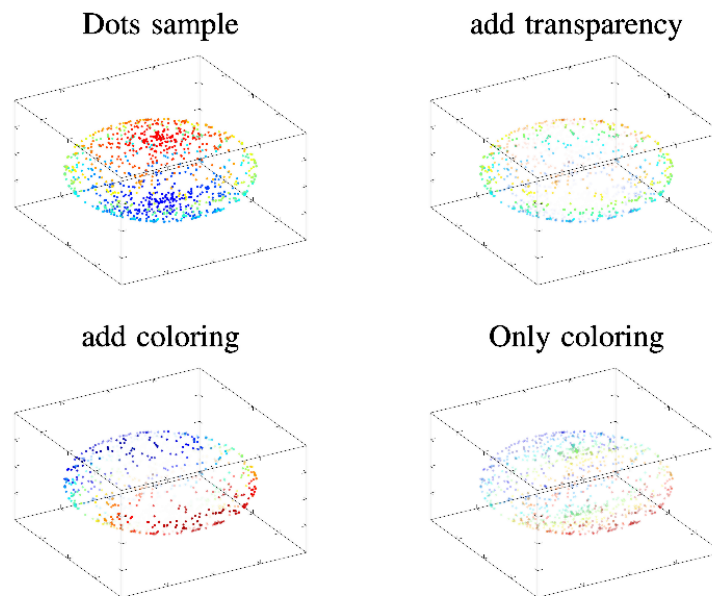 Dots sample
add transparency
add coloring
Only coloring